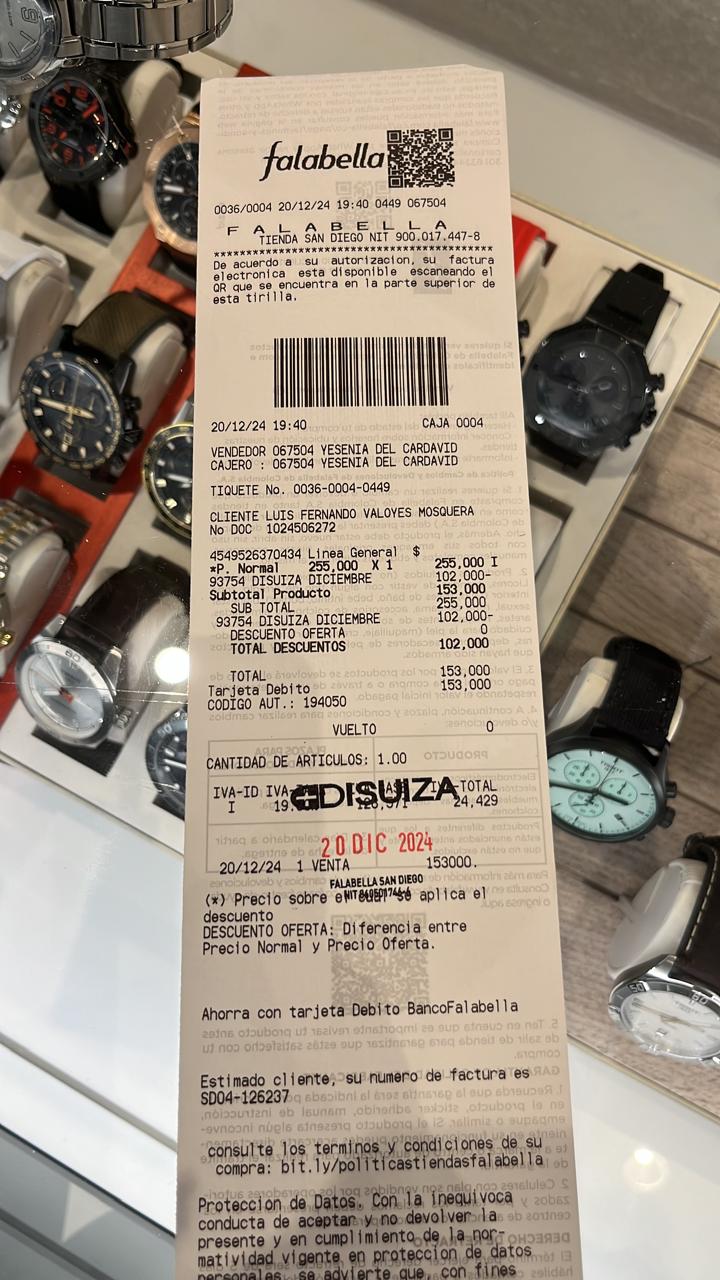 falabella
0036/0004 20/12/24 19:40 0449 067504
F A L A B E L L A
TIENDA SAN DIEGO NIT 900.017.447-8
****************************************************
De acuerdo a su autorizacion, su factura
electronica esta disponible escaneando el
QR que se encuentra en la parte superior de
esta tirilla.
20/12/24 19:40 CAJA 0004
VENDEDOR 067504 YESENIA DEL CARDAVID
CAJERO : 067504 YESENIA DEL CARDAVID
TIQUETE No. 0036-0004-0449
CLIENTE LUIS FERNANDO VALOYES MOSQUERA
No DOC 1024506272
4549526370434 Linea General $
*P. Normal 255,000 X 1 255,000 I
93754 DISUIZA DICIEMBRE 102,000-
Subtotal Producto 153,000
SUB TOTAL 255,000
93754 DISUIZA DICIEMBRE 102,000-
DESCUENTO OFERTA 0
TOTAL DESCUENTOS 102,000
TOTAL 153,000
Tarjeta Debito 153,000
CODIGO AUT.: 194050
VUELTO 0
CANTIDAD DE ARTICULOS: 1.00
IVA-ID TOTAL
DISUIZA
I 24,429
20 DIC 2024
20/12/24 1 VENTA 153000.
FALABELLA SAN DIEGO
(*) Precio sobre el cual se aplica el
descuento
DESCUENTO OFERTA: Diferencia entre
Precio Normal y Precio Oferta.
Ahorra con tarjeta Debito BancoFalabella
Estimado cliente, su numero de factura es
SD04-126237
consulte los terminos y condiciones de su
compra: bit.ly/politicastiendasfalabella
Proteccion de Datos. Con la inequivoca
conducta de aceptar y no devolver la
presente y en cumplimiento de la nor-
matividad vigente en proteccion de datos
personales se advierte que, con fines